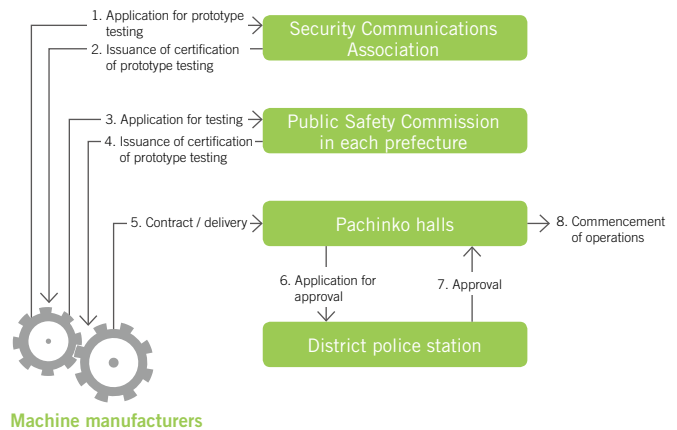 1. Application for prototype
testing
Security Communications
Association
2. Issuance of certification
of prototype testing
3. Application for testing
Public Safety Commission
in each prefecture
4. Issuance of certification
of prototype testing
5. Contract / delivery
Pachinko halls
8. Commencement
of operations
6. Application for
approval
7. Approval
District police station
Machine manufacturers